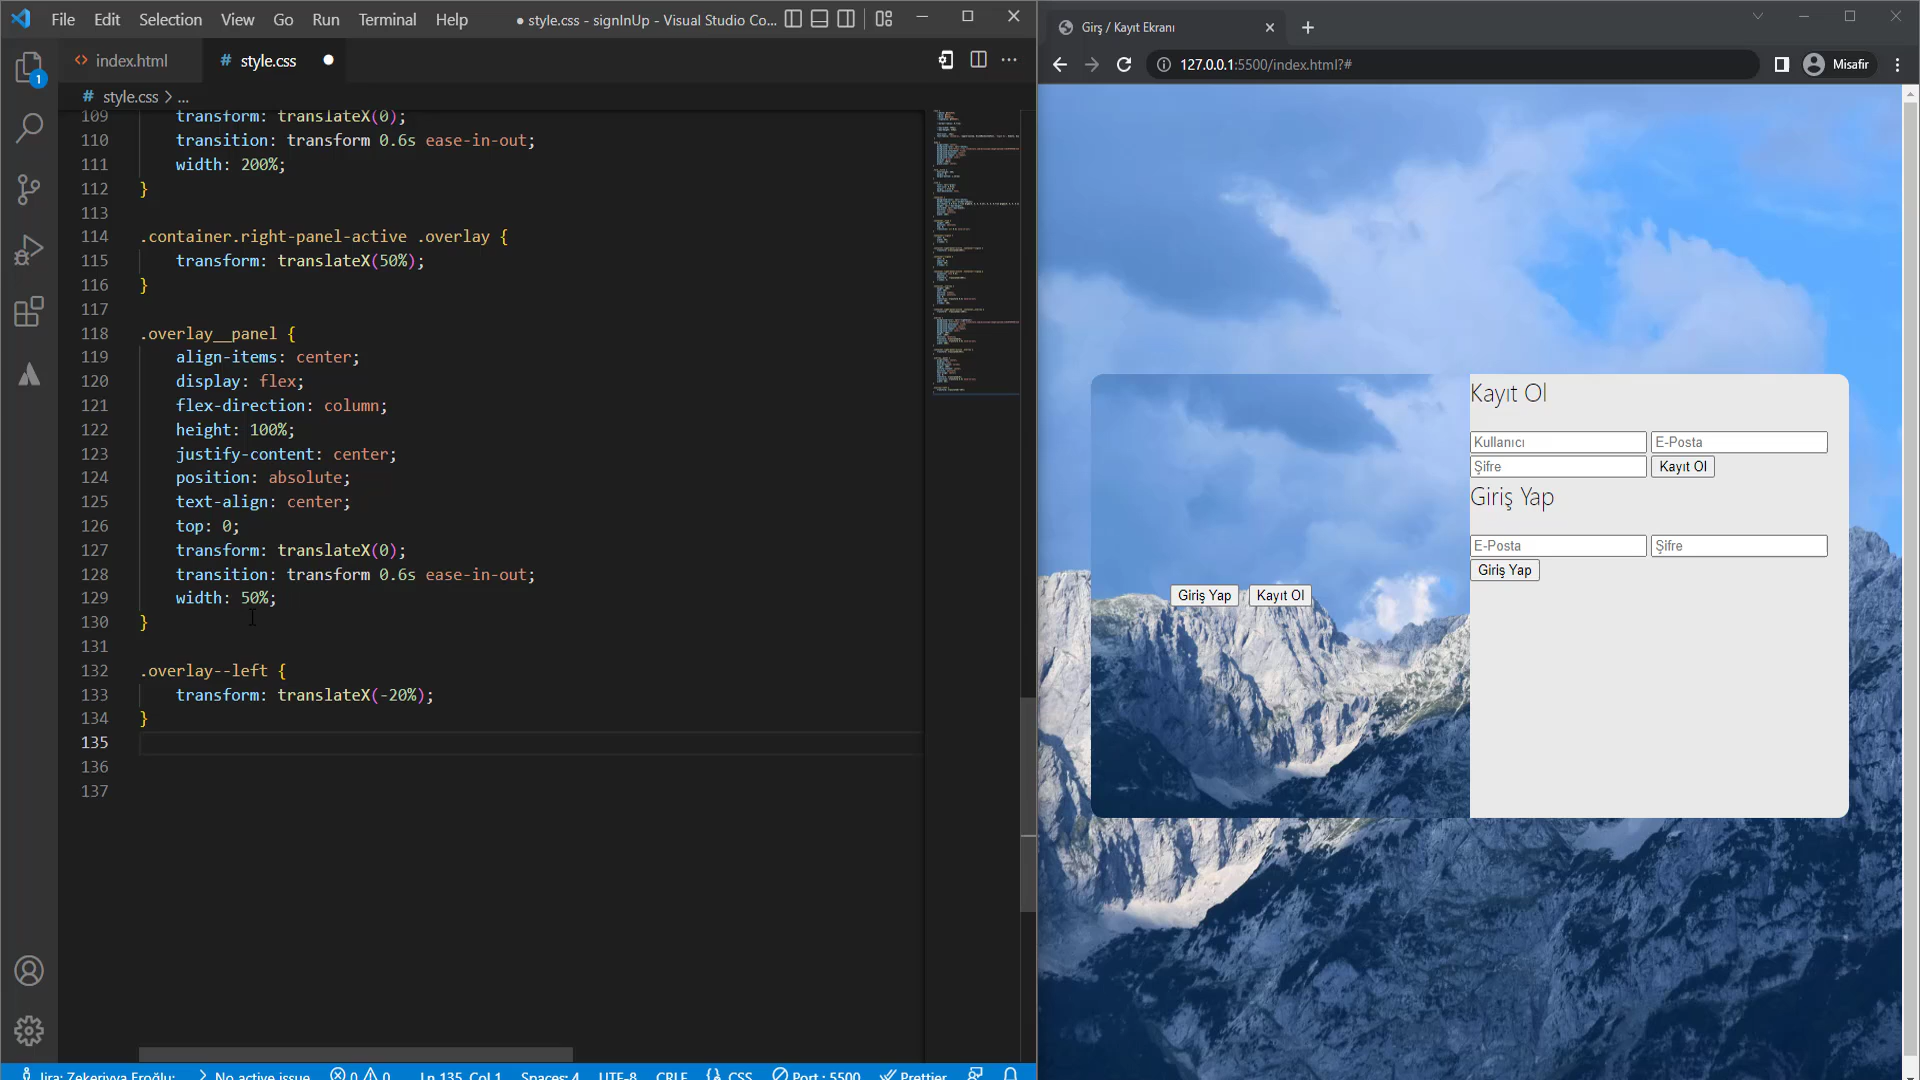 File Edit Selection View Go Run Terminal Help ● style.css - signInUp - Visual Studio Co...
index.html
# style.css
# style.css > ...
109 transform: translateX(0);
110 transition: transform 0.6s ease-in-out;
111 width: 200%;
112 }
113
114 .container.right-panel-active .overlay {
115 transform: translateX(50%);
116 }
117
118 .overlay__panel {
119 align-items: center;
120 display: flex;
121 flex-direction: column;
122 height: 100%;
123 justify-content: center;
124 position: absolute;
125 text-align: center;
126 top: 0;
127 transform: translateX(0);
128 transition: transform 0.6s ease-in-out;
129 width: 50%;
130 }
131
132 .overlay--left {
133 transform: translateX(-20%);
134 }
135
136
137
1
Jira: Zekeriyya Eroğlu: No active issue 0 0 Ln 135, Col 1 Spaces: 4 UTF-8 CRLF {} CSS Port : 5500 Prettier
Girş / Kayıt Ekranı
127.0.0.1:5500/index.html?#
Misafir
Kayıt Ol
Kullanıcı E-Posta
Şifre Kayıt Ol
Giriş Yap
E-Posta Şifre
Giriş Yap
Giriş Yap Kayıt Ol